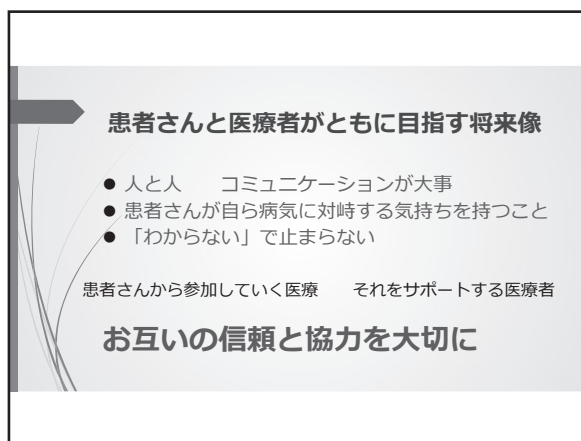 患者さんと医療者がともに目指す将来像
● 人と人　　コミュニケーションが大事
● 患者さんが自ら病気に対峙する気持ちを持つこと
● 「わからない」で止まらない
患者さんから参加していく医療　　それをサポートする医療者
お互いの信頼と協力を大切に